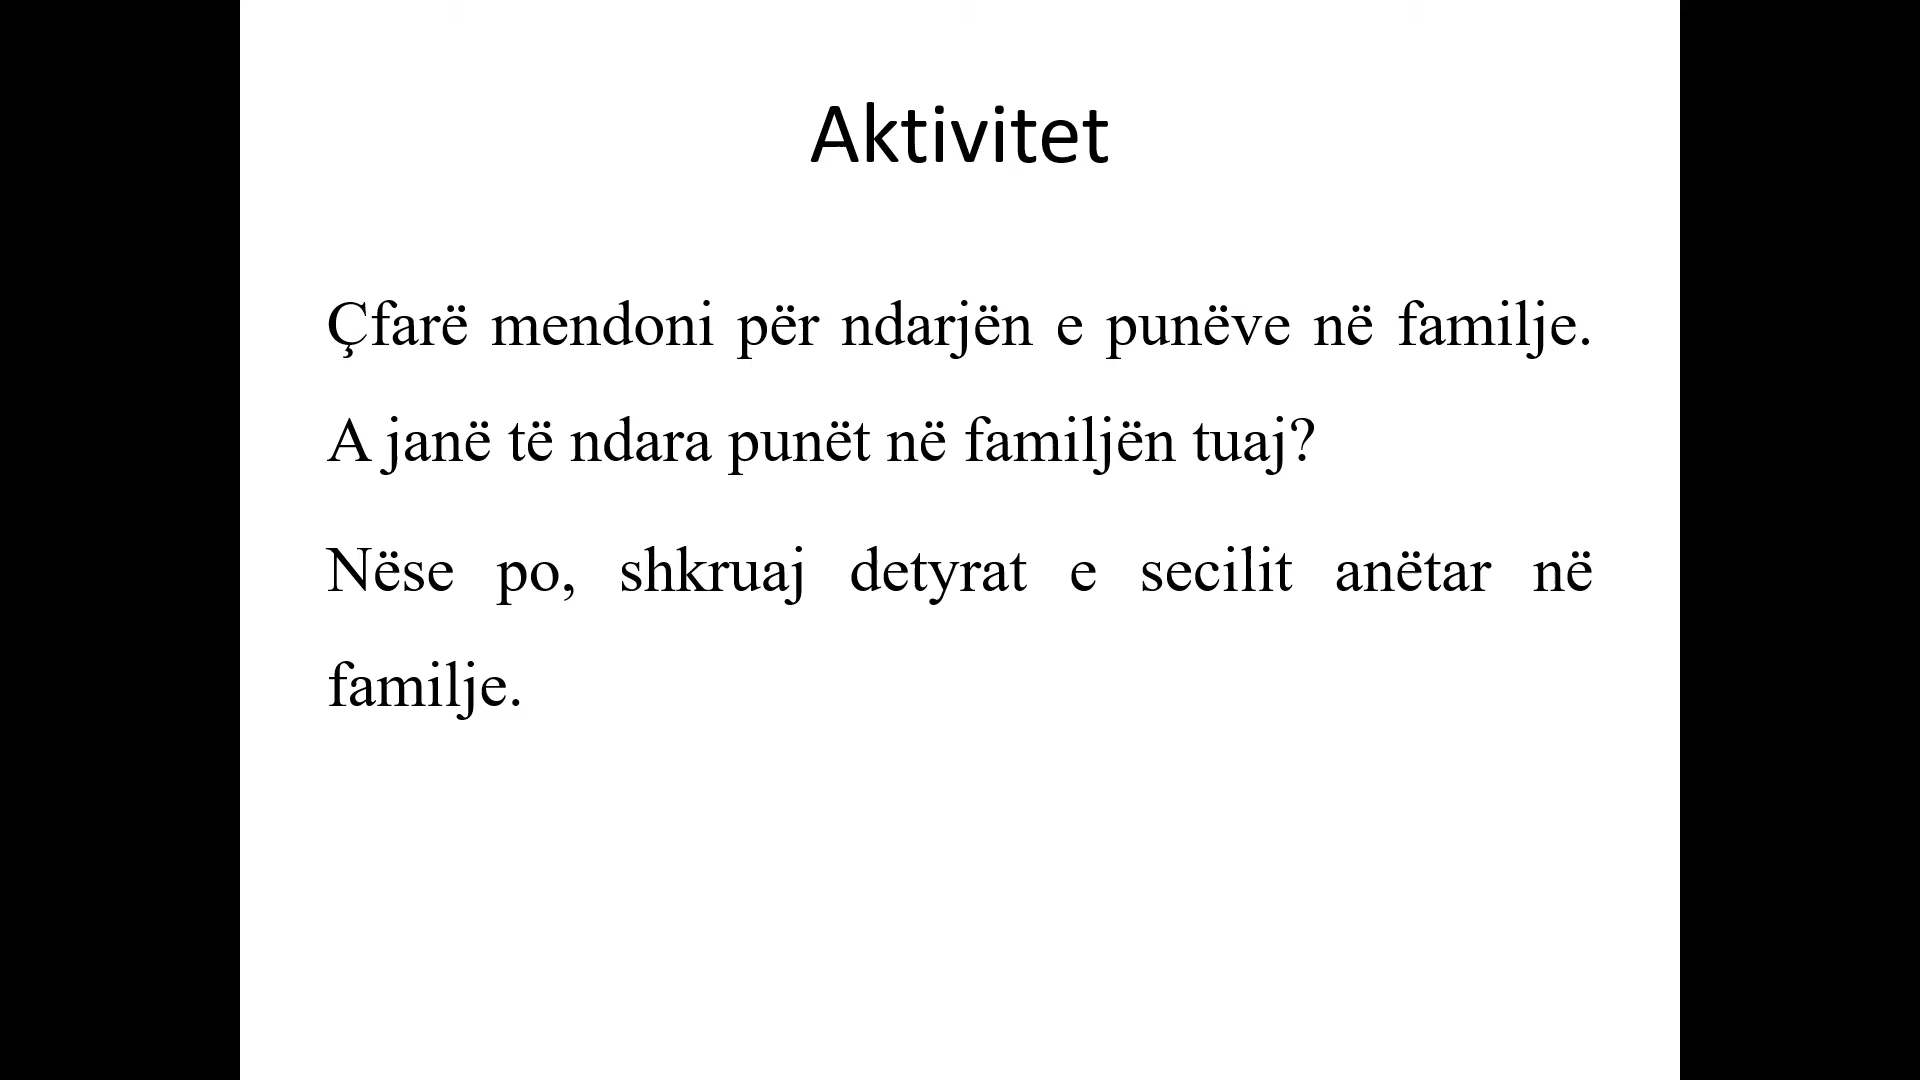 Aktivitet
Çfarë mendoni për ndarjën e punëve në familje.
A janë të ndara punët në familjën tuaj?
Nëse po, shkruaj detyrat e secilit anëtar në
familje.